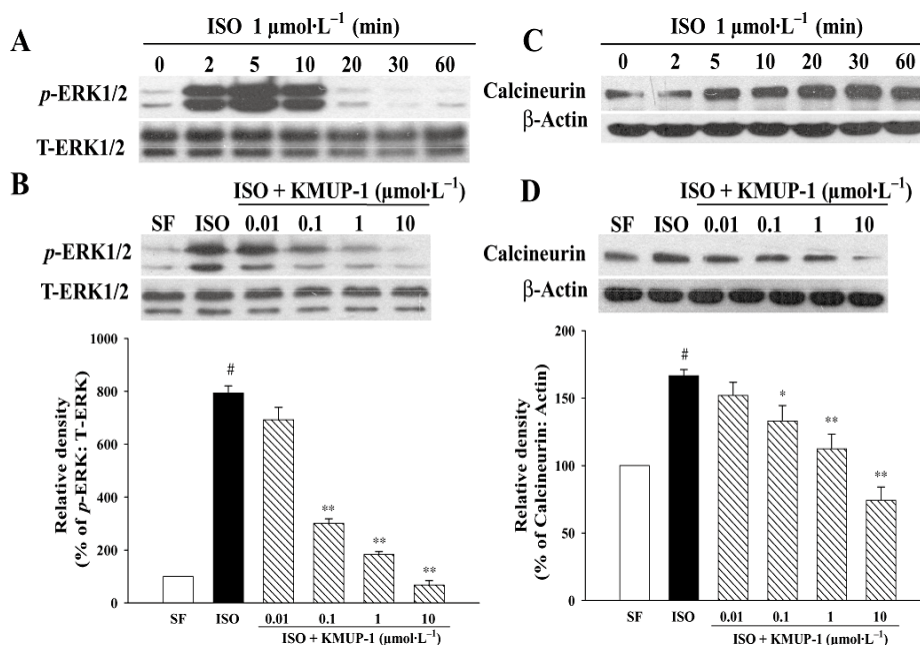 A
ISO 1 µmol·L⁻¹ (min)
0 2 5 10 20 30 60
p-ERK1/2
T-ERK1/2
B
ISO + KMUP-1 (µmol·L⁻¹)
SF ISO 0.01 0.1 1 10
p-ERK1/2
T-ERK1/2
Relative density
(% of p-ERK: T-ERK)
1000
800
600
400
200
0
#
**
**
**
SF ISO 0.01 0.1 1 10
ISO + KMUP-1 (µmol·L⁻¹)
C
ISO 1 µmol·L⁻¹ (min)
0 2 5 10 20 30 60
Calcineurin
β-Actin
D
ISO + KMUP-1 (µmol·L⁻¹)
SF ISO 0.01 0.1 1 10
Calcineurin
β-Actin
Relative density
(% of Calcineurin: Actin)
200
150
100
50
0
#
*
**
**
SF ISO 0.01 0.1 1 10
ISO + KMUP-1 (µmol·L⁻¹)